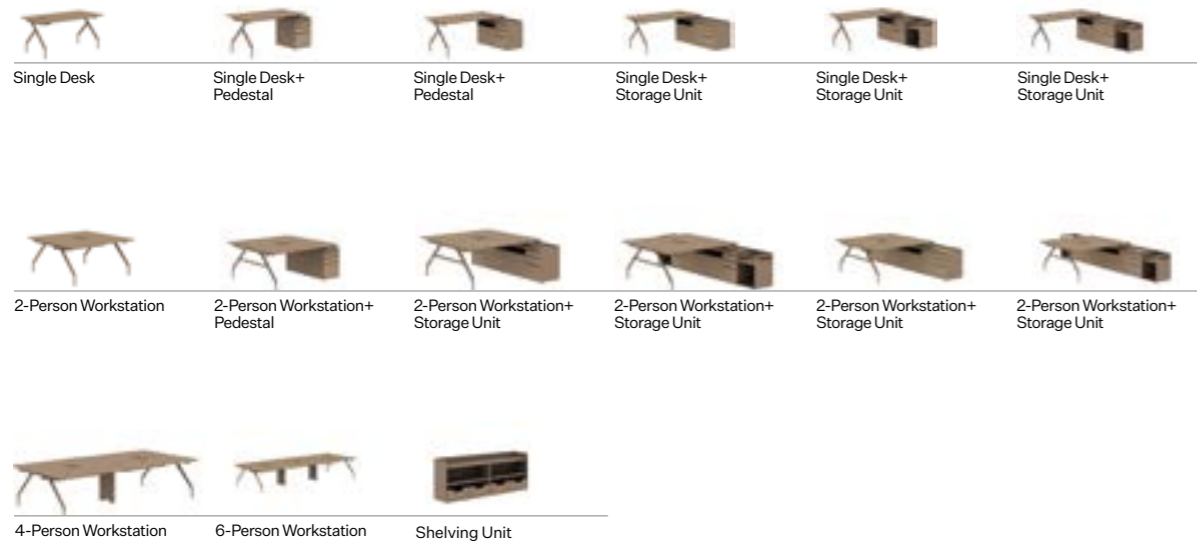 Single Desk
Single Desk+
Pedestal
Single Desk+
Pedestal
Single Desk+
Storage Unit
Single Desk+
Storage Unit
Single Desk+
Storage Unit
2-Person Workstation
2-Person Workstation+
Pedestal
2-Person Workstation+
Storage Unit
2-Person Workstation+
Storage Unit
2-Person Workstation+
Storage Unit
2-Person Workstation+
Storage Unit
4-Person Workstation
6-Person Workstation
Shelving Unit